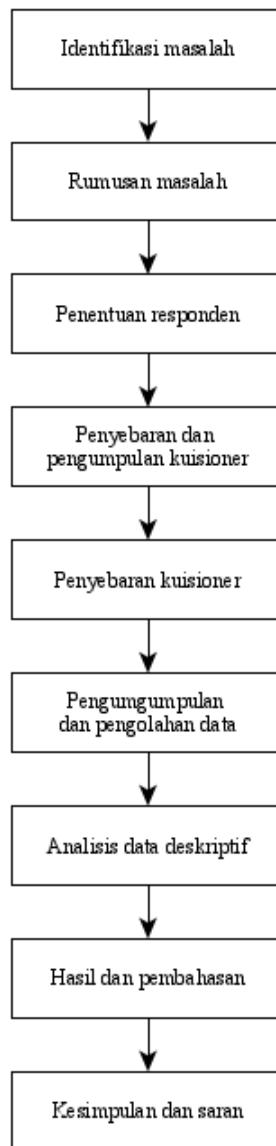 Identifikasi masalah
Rumusan masalah
Penentuan responden
Penyebaran dan
pengumpulan kuisioner
Penyebaran kuisioner
Pengumgumpulan
dan pengolahan data
Analisis data deskriptif
Hasil dan pembahasan
Kesimpulan dan saran